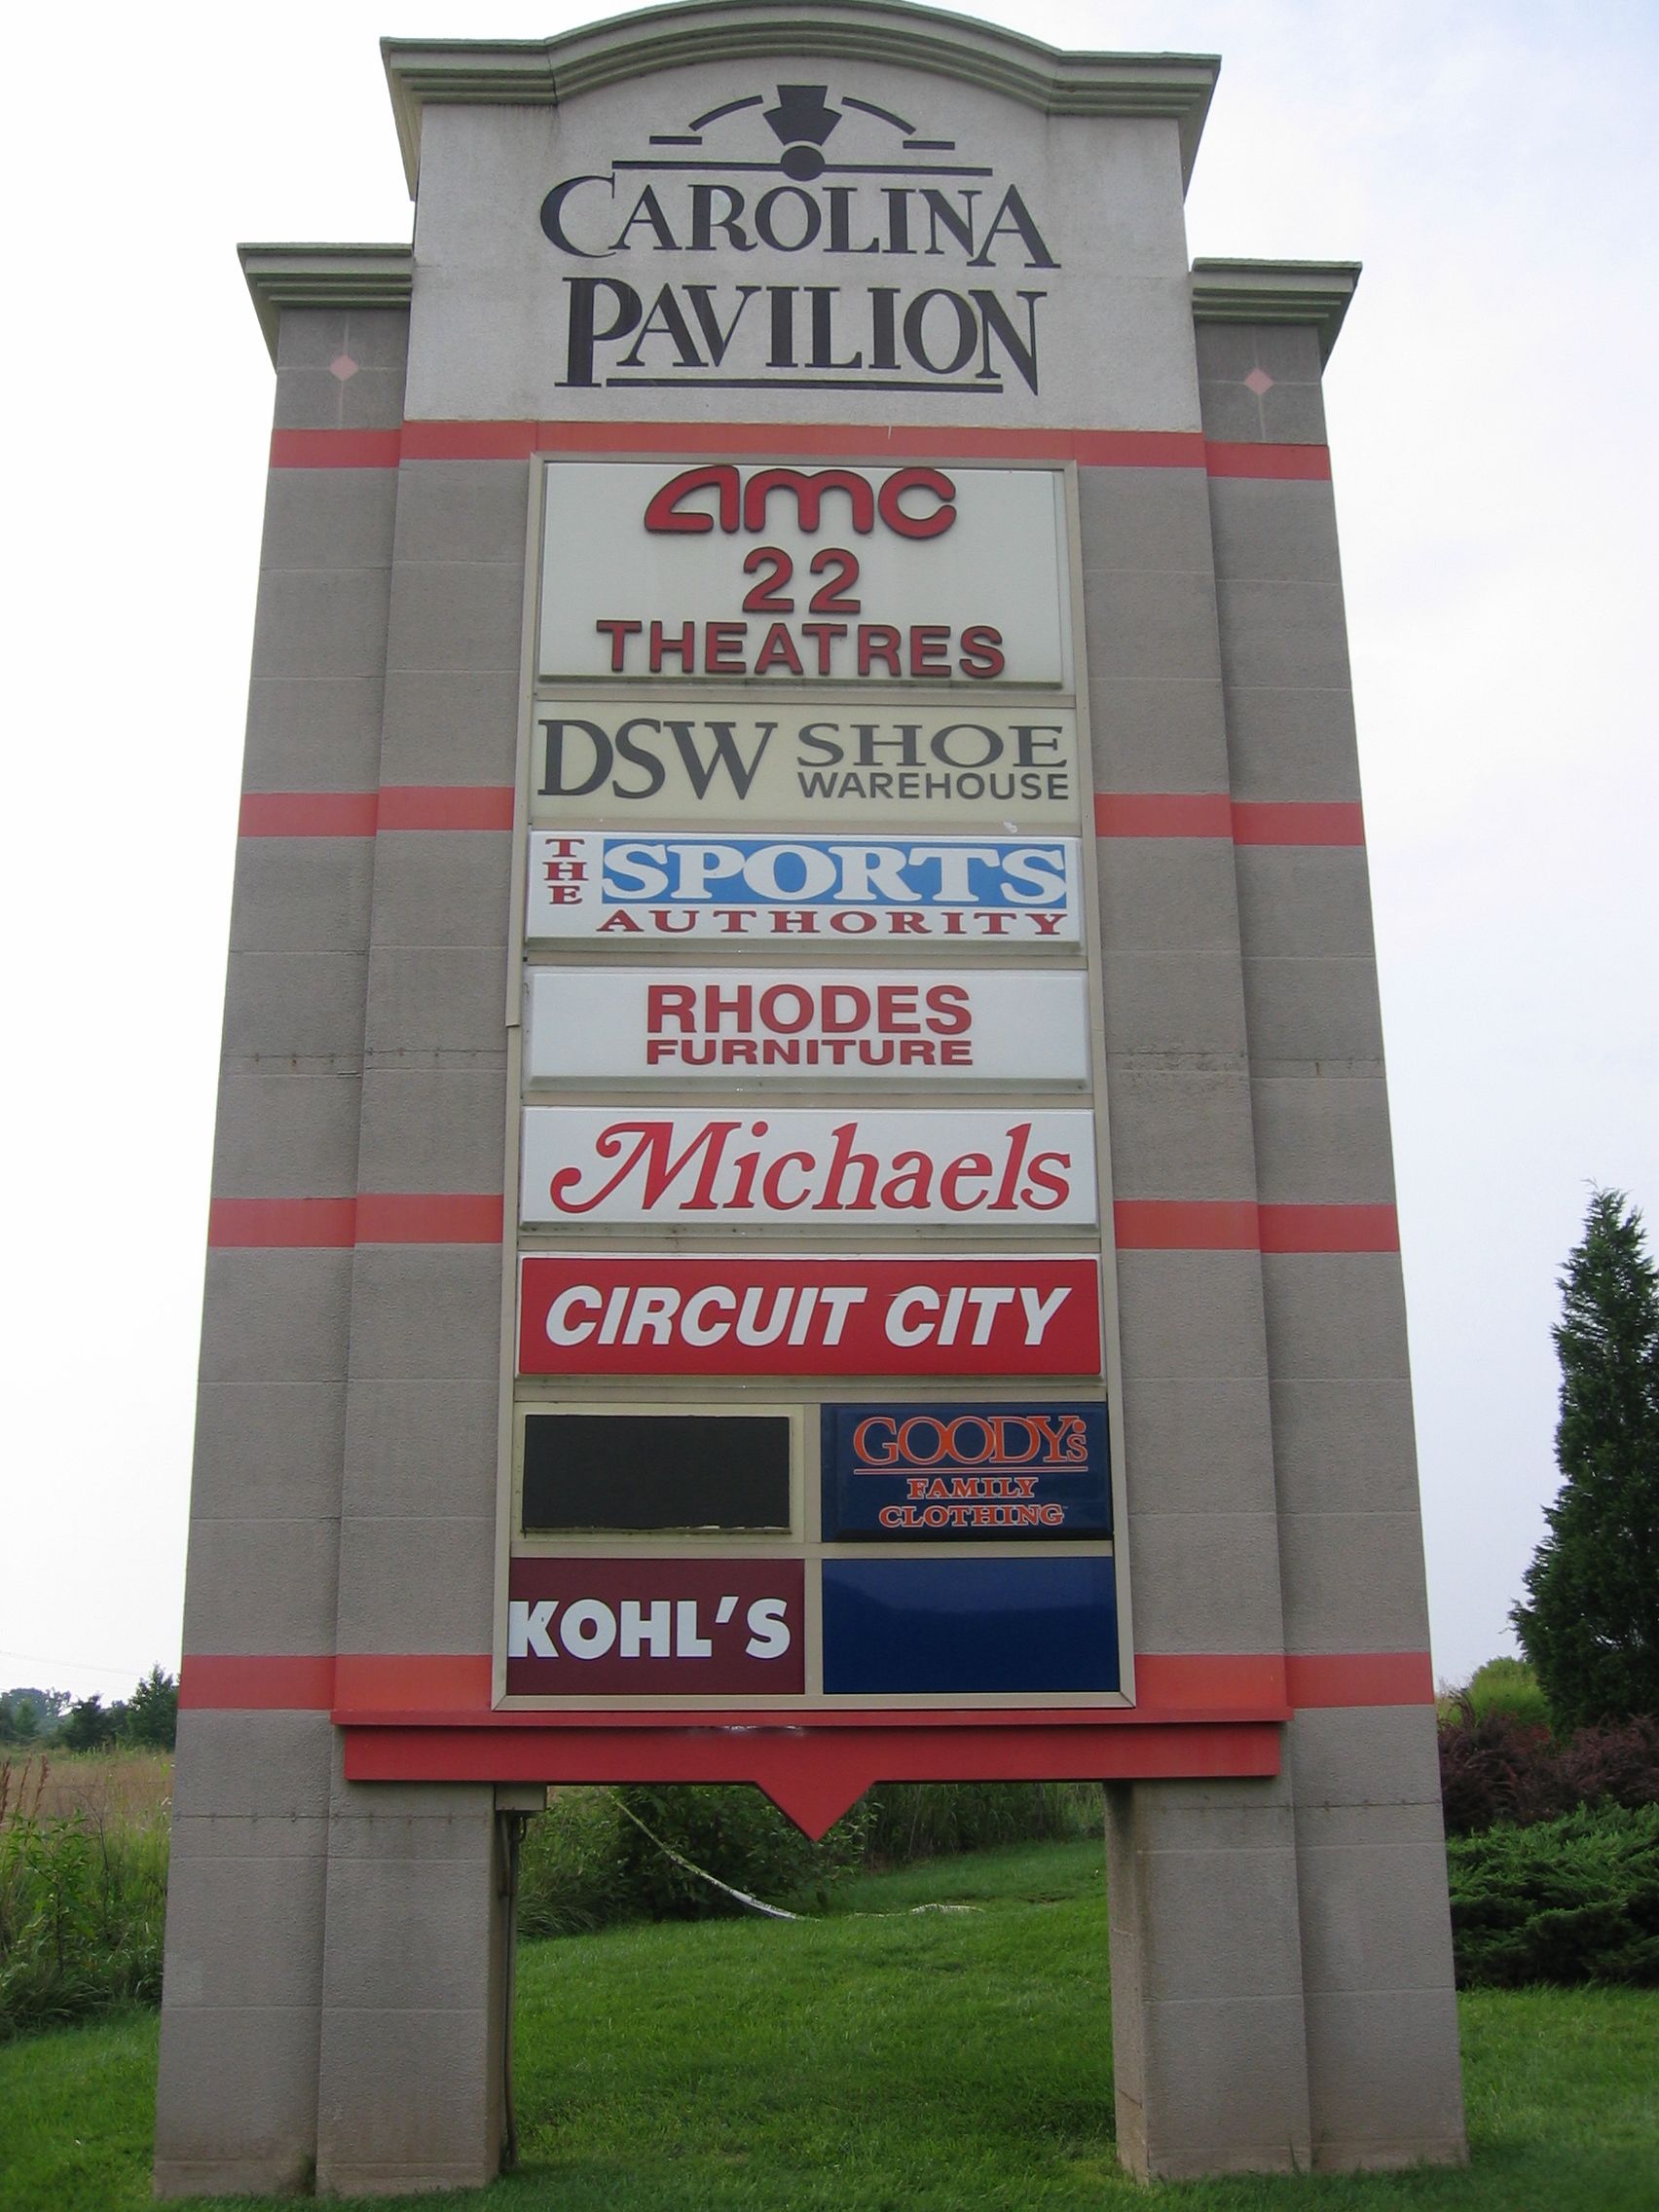 CAROLINA
PAVILION
amc
22
THEATRES
DSW SHOE
WAREHOUSE
THE SPORTS
AUTHORITY
RHODES
FURNITURE
Michaels
CIRCUIT CITY
GOODY'S
FAMILY
CLOTHING
KOHL'S